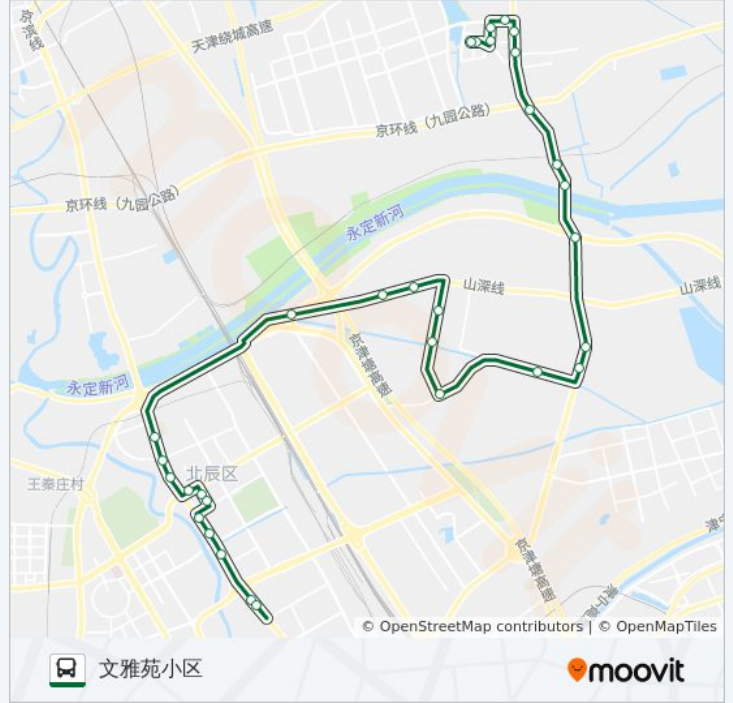 京滨线
天津绕城高速
京环线（九园公路）
京环线（九园公路）
永定新河
山深线
山深线
京津塘高速
永定新河
北辰区
王秦庄村
京津塘高速
© OpenStreetMap contributors | © OpenMapTiles
文雅苑小区
moovit